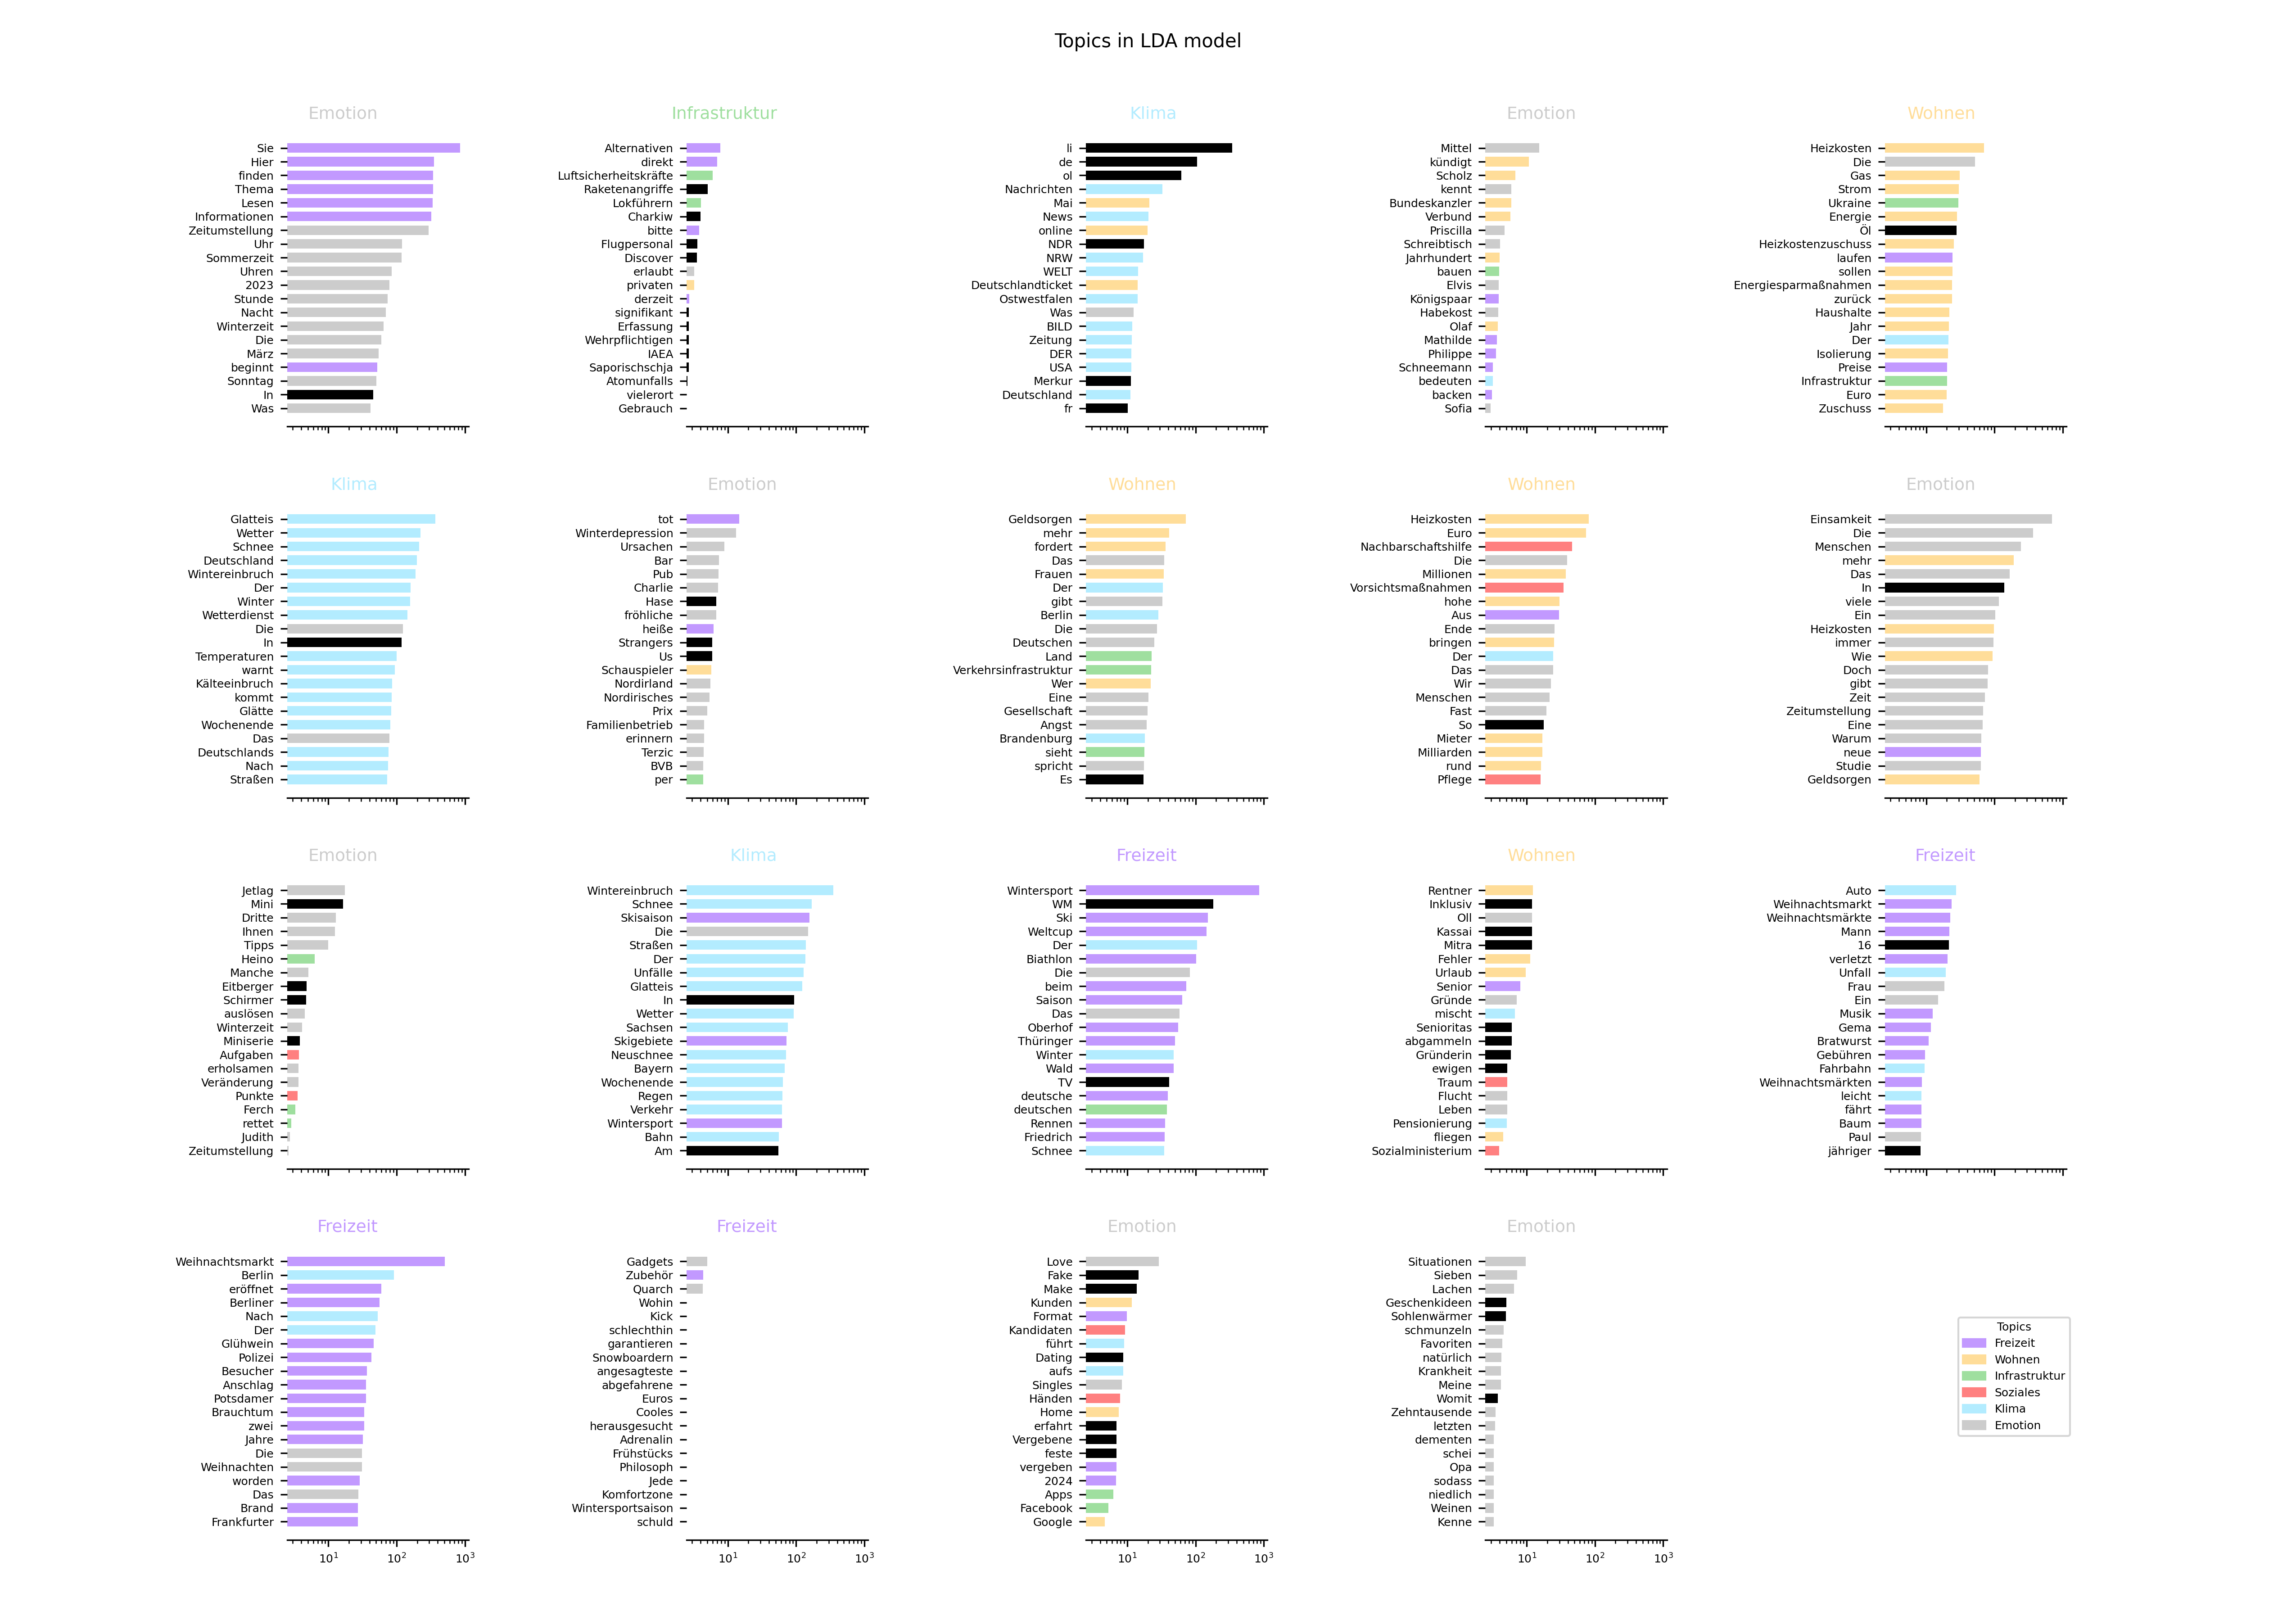 Topics in LDA model
Emotion
Sie
Hier
finden
Thema
Lesen
Informationen
Zeitumstellung
Uhr
Sommerzeit
Uhren
2023
Stunde
Nacht
Winterzeit
Die
März
beginnt
Sonntag
In
Was
Infrastruktur
Alternativen
direkt
Luftsicherheitskräfte
Raketenangriffe
Lokführern
Charkiw
bitte
Flugpersonal
Discover
erlaubt
privaten
derzeit
signifikant
Erfassung
Wehrpflichtigen
IAEA
Saporischschja
Atomunfalls
vielerort
Gebrauch
Klima
li
de
ol
Nachrichten
Mai
News
online
NDR
NRW
WELT
Deutschlandticket
Ostwestfalen
Was
BILD
Zeitung
DER
USA
Merkur
Deutschland
fr
Emotion
Mittel
kündigt
Scholz
kennt
Bundeskanzler
Verbund
Priscilla
Schreibtisch
Jahrhundert
bauen
Elvis
Königspaar
Habekost
Olaf
Mathilde
Philippe
Schneemann
bedeuten
backen
Sofia
Wohnen
Heizkosten
Die
Gas
Strom
Ukraine
Energie
Öl
Heizkostenzuschuss
laufen
sollen
Energiesparmaßnahmen
zurück
Haushalte
Jahr
Der
Isolierung
Preise
Infrastruktur
Euro
Zuschuss
Klima
Glatteis
Wetter
Schnee
Deutschland
Wintereinbruch
Der
Winter
Wetterdienst
Die
In
Temperaturen
warnt
Kälteeinbruch
kommt
Glätte
Wochenende
Das
Deutschlands
Nach
Straßen
Emotion
tot
Winterdepression
Ursachen
Bar
Pub
Charlie
Hase
fröhliche
heiße
Strangers
Us
Schauspieler
Nordirland
Nordirisches
Prix
Familienbetrieb
erinnern
Terzic
BVB
per
Wohnen
Geldsorgen
mehr
fordert
Das
Frauen
Der
gibt
Berlin
Die
Deutschen
Land
Verkehrsinfrastruktur
Wer
Eine
Gesellschaft
Angst
Brandenburg
sieht
spricht
Es
Wohnen
Heizkosten
Euro
Nachbarschaftshilfe
Die
Millionen
Vorsichtsmaßnahmen
hohe
Aus
Ende
bringen
Der
Das
Wir
Menschen
Fast
So
Mieter
Milliarden
rund
Pflege
Emotion
Einsamkeit
Die
Menschen
mehr
Das
In
viele
Ein
Heizkosten
immer
Wie
Doch
gibt
Zeit
Zeitumstellung
Eine
Warum
neue
Studie
Geldsorgen
Emotion
Jetlag
Mini
Dritte
Ihnen
Tipps
Heino
Manche
Eitberger
Schirmer
auslösen
Winterzeit
Miniserie
Aufgaben
erholsamen
Veränderung
Punkte
Ferch
rettet
Judith
Zeitumstellung
Klima
Wintereinbruch
Schnee
Skisaison
Die
Straßen
Der
Unfälle
Glatteis
In
Wetter
Sachsen
Skigebiete
Neuschnee
Bayern
Wochenende
Regen
Verkehr
Wintersport
Bahn
Am
Freizeit
Wintersport
WM
Ski
Weltcup
Der
Biathlon
Die
beim
Saison
Das
Oberhof
Thüringer
Winter
Wald
TV
deutsche
deutschen
Rennen
Friedrich
Schnee
Wohnen
Rentner
Inklusiv
Oll
Kassai
Mitra
Fehler
Urlaub
Senior
Gründe
mischt
Senioritas
abgammeln
Gründerin
ewigen
Traum
Flucht
Leben
Pensionierung
fliegen
Sozialministerium
Freizeit
Auto
Weihnachtsmarkt
Weihnachtsmärkte
Mann
16
verletzt
Unfall
Frau
Ein
Musik
Gema
Bratwurst
Gebühren
Fahrbahn
Weihnachtsmärkten
leicht
fährt
Baum
Paul
jähriger
Freizeit
Weihnachtsmarkt
Berlin
eröffnet
Berliner
Nach
Der
Glühwein
Polizei
Besucher
Anschlag
Potsdamer
Brauchtum
zwei
Jahre
Die
Weihnachten
worden
Das
Brand
Frankfurter
10¹ 10² 10³
Freizeit
Gadgets
Zubehör
Quarch
Wohin
Kick
schlechthin
garantieren
Snowboardern
angesagteste
abgefahrene
Euros
Cooles
herausgesucht
Adrenalin
Frühstücks
Philosoph
Jede
Komfortzone
Wintersportsaison
schuld
10¹ 10² 10³
Emotion
Love
Fake
Make
Kunden
Format
Kandidaten
führt
Dating
aufs
Singles
Händen
Home
erfahrt
Vergebene
feste
vergeben
2024
Apps
Facebook
Google
10¹ 10² 10³
Emotion
Situationen
Sieben
Lachen
Geschenkideen
Sohlenwärmer
schmunzeln
Favoriten
natürlich
Krankheit
Meine
Womit
Zehntausende
letzten
dementen
schei
Opa
sodass
niedlich
Weinen
Kenne
10¹ 10² 10³
Topics
Freizeit
Wohnen
Infrastruktur
Soziales
Klima
Emotion